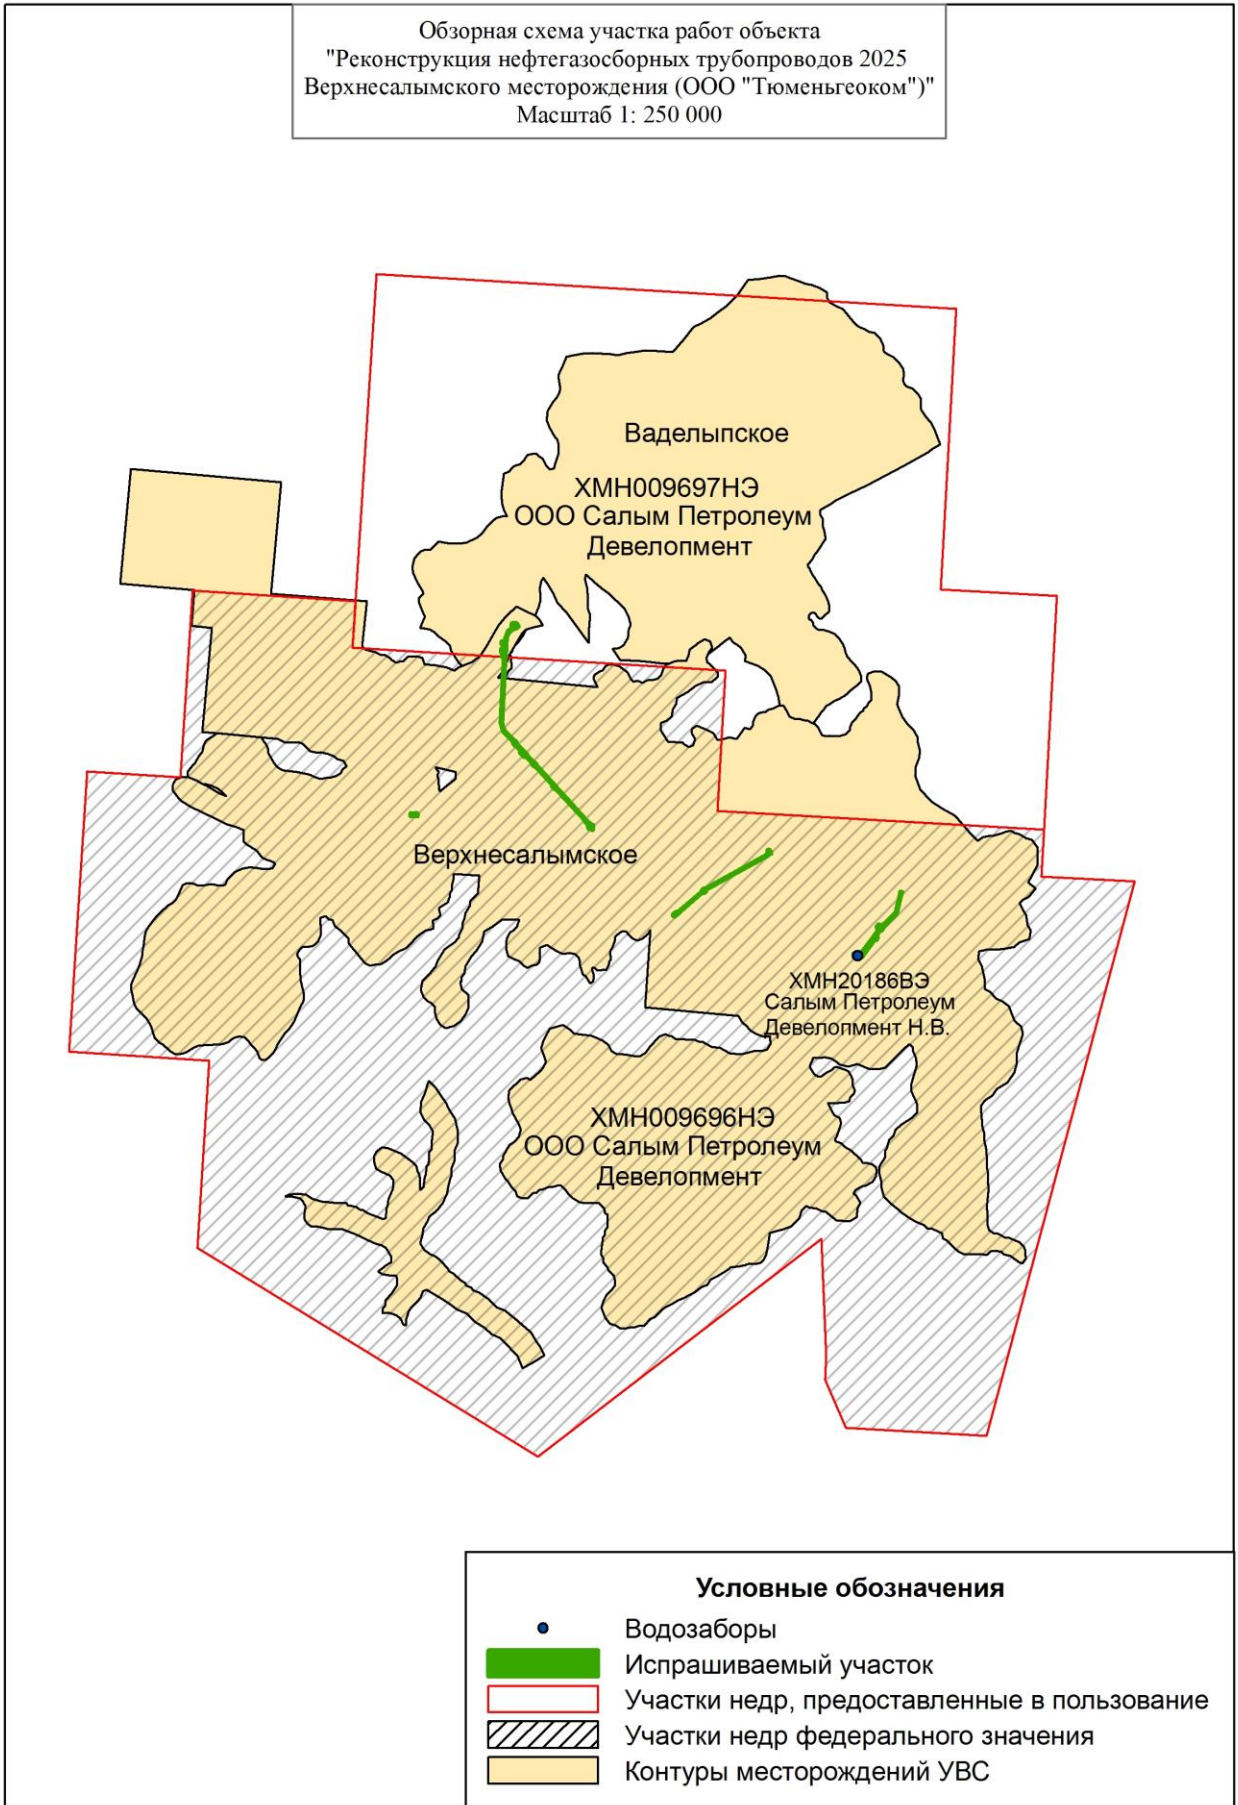 Обзорная схема участка работ объекта
"Реконструкция нефтегазосборных трубопроводов 2025
Верхнесалымского месторождения (ООО "Тюменьгеоком")"
Масштаб 1: 250 000
Ваделыпское
ХМН009697НЭ
ООО Салым Петролеум
Девелопмент
Верхнесалымское
ХМН20186ВЭ
Салым Петролеум
Девелопмент Н.В.
ХМН009696НЭ
ООО Салым Петролеум
Девелопмент
Условные обозначения
Водозаборы
Испрашиваемый участок
Участки недр, предоставленные в пользование
Участки недр федерального значения
Контуры месторождений УВС